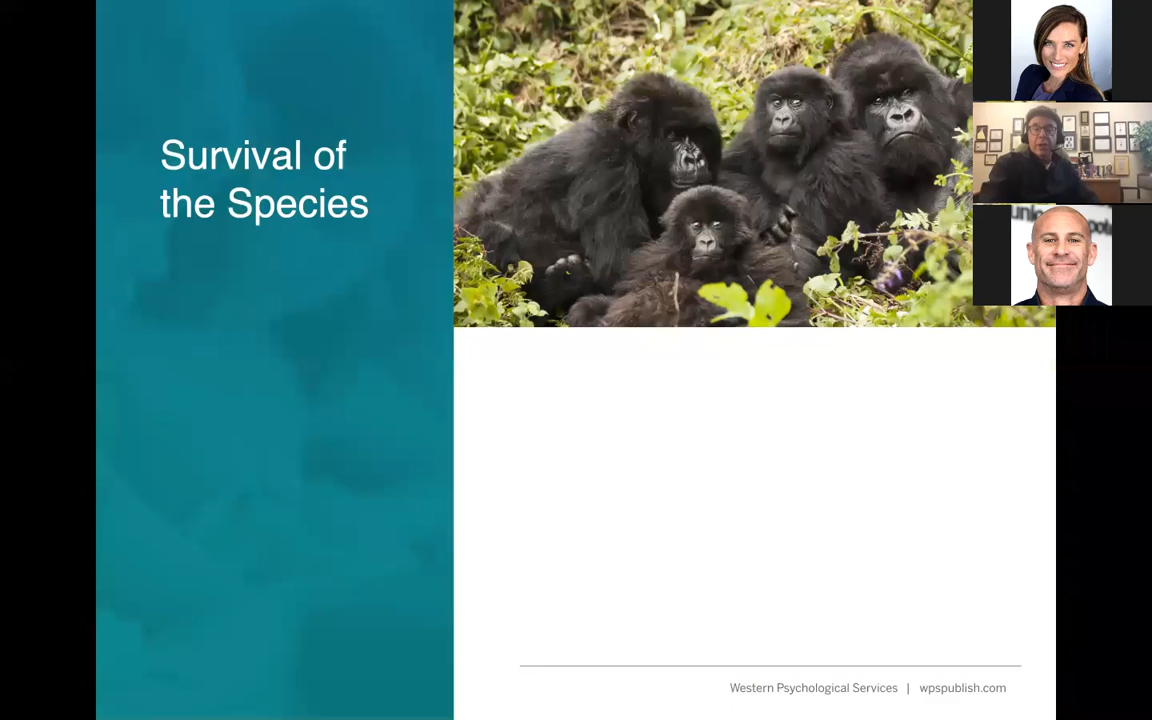 Survival of
the Species
Western Psychological Services | wpspublish.com